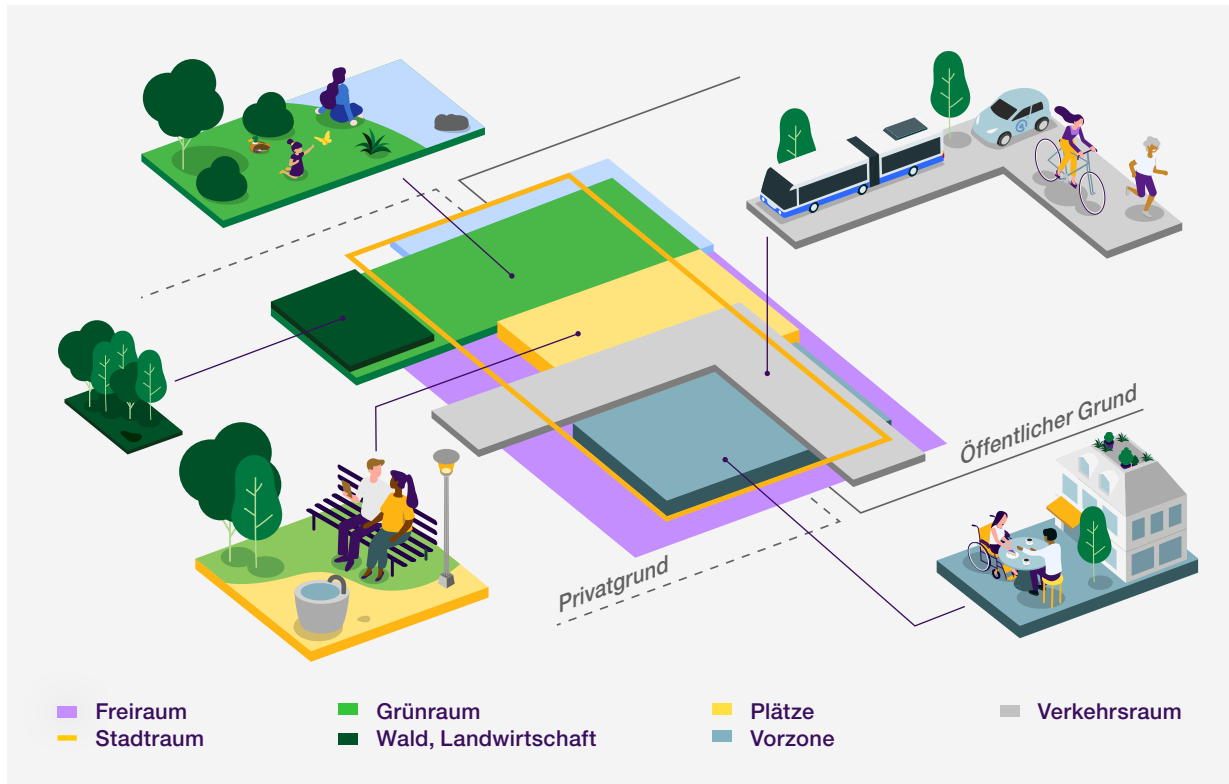 Öffentlicher Grund
Privatgrund
Freiraum
Stadtraum
Grünraum
Wald, Landwirtschaft
Plätze
Vorzone
Verkehrsraum